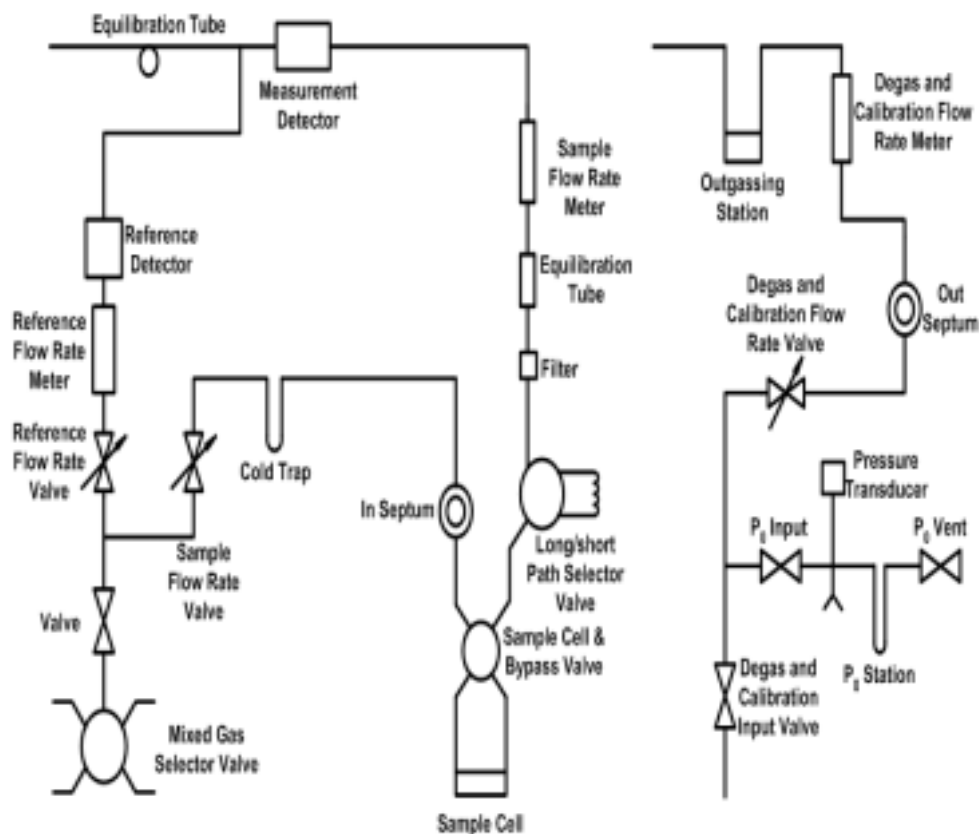 Equilibration Tube
Measurement
Detector
Degas and
Calibration Flow
Rate Meter
Sample
Flow Rate
Meter
Outgassing
Station
Reference
Detector
Equilibration
Tube
Degas and
Calibration Flow
Rate Valve
Out
Septum
Reference
Flow Rate
Meter
Filter
Reference
Flow Rate
Valve
Cold Trap
Pressure
Transducer
In Septum
P₀ Input
P₀ Vent
Long/short
Path Selector
Valve
Sample
Flow Rate
Valve
Valve
Sample Cell &
Bypass Valve
P₀ Station
Degas and
Calibration
Input Valve
Mixed Gas
Selector Valve
Sample Cell